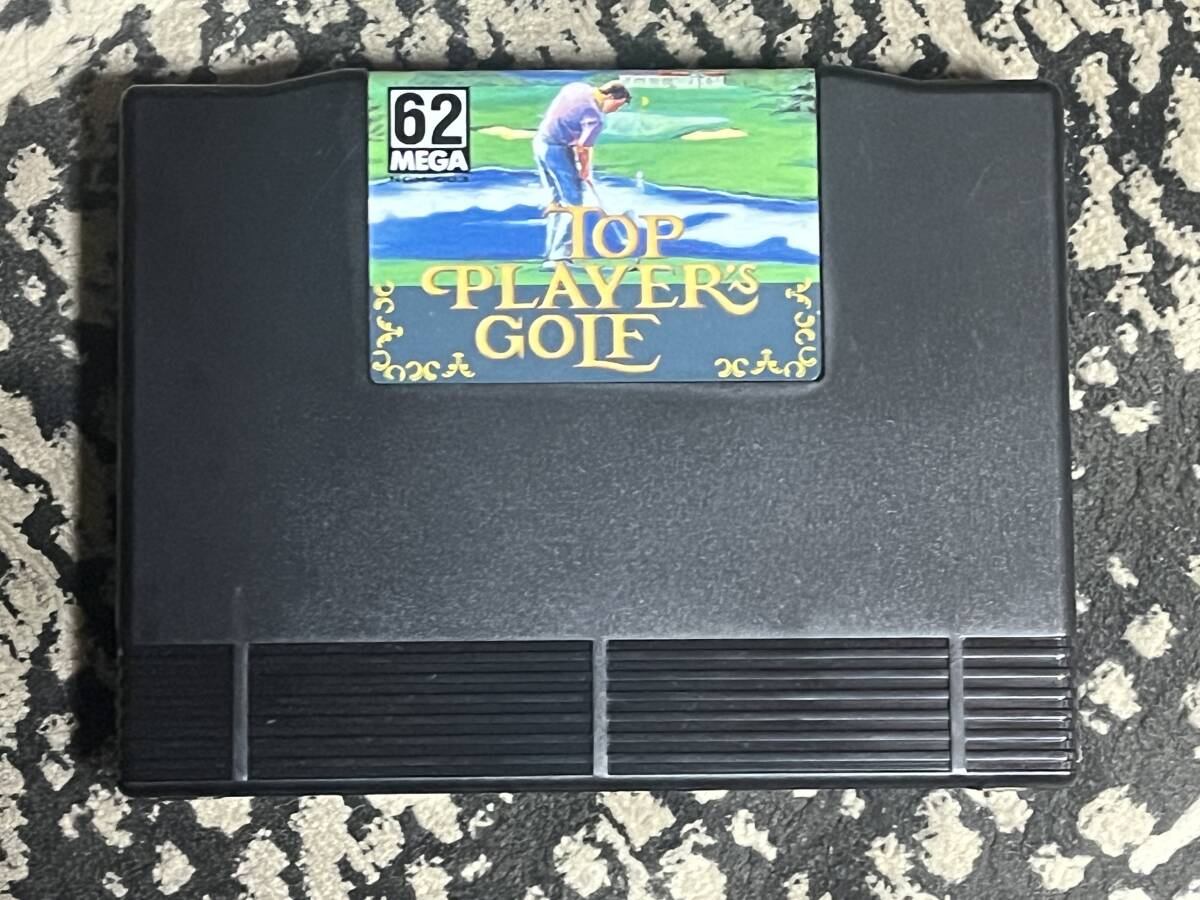 62
MEGA
TOP
PLAYER'S
GOLF